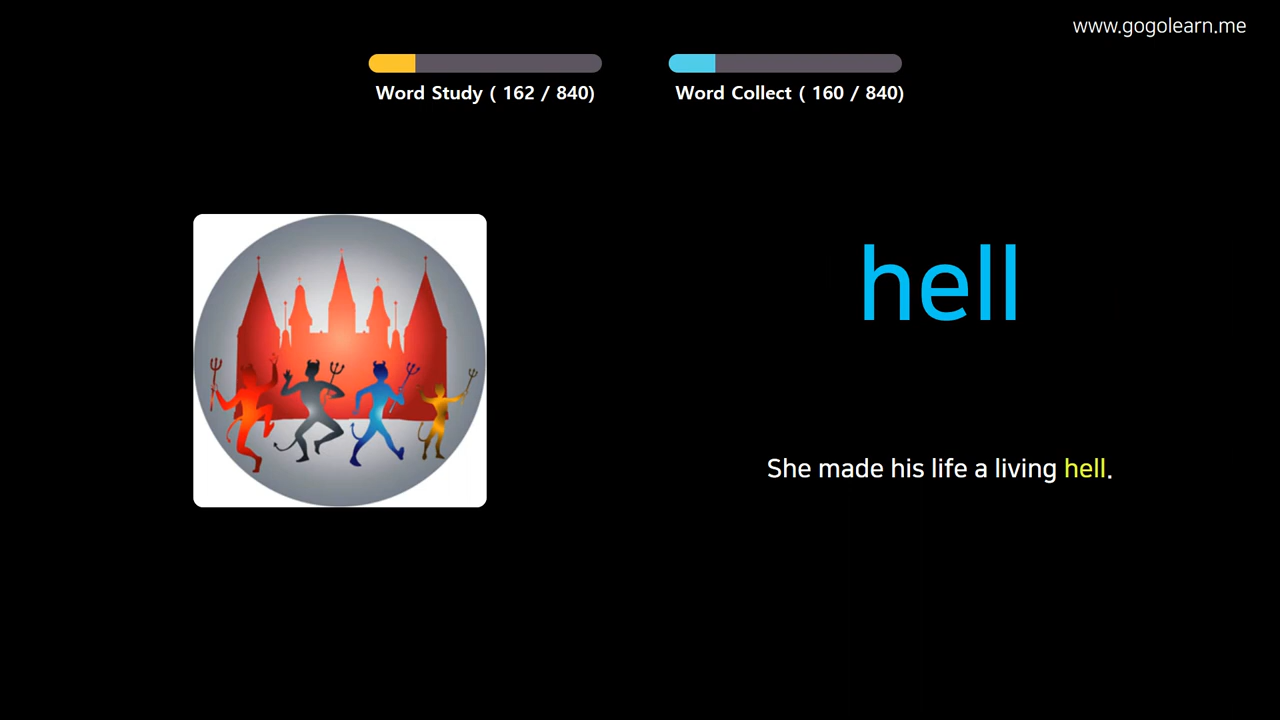 www.gogolearn.me
Word Study ( 162 / 840)
Word Collect ( 160 / 840)
hell
She made his life a living hell.